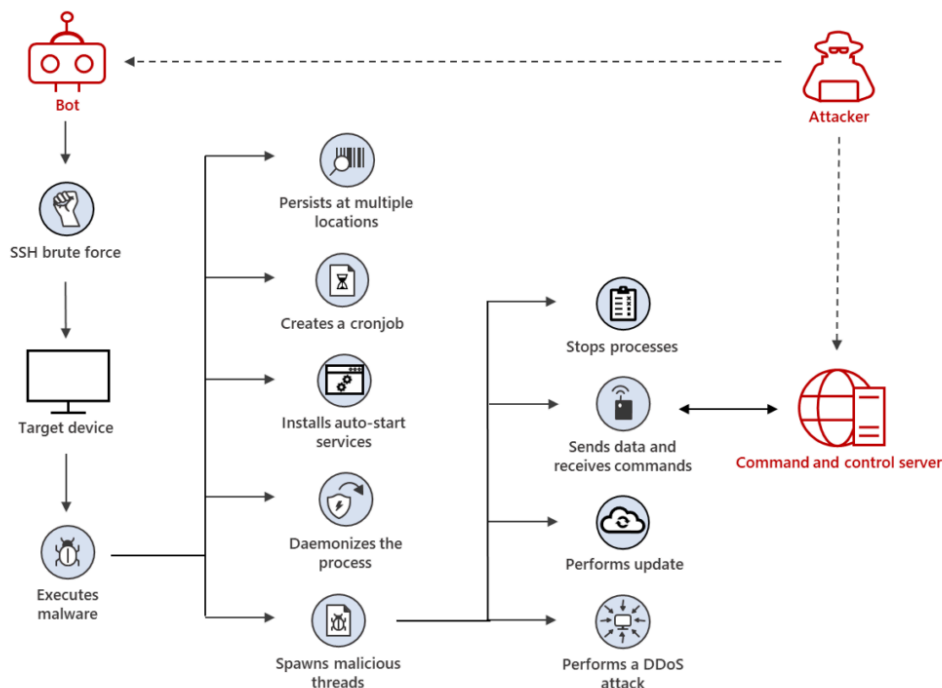 Bot
Attacker
SSH brute force
Target device
Executes
malware
Persists at multiple
locations
Creates a cronjob
Installs auto-start
services
Daemonizes the
process
Spawns malicious
threads
Stops processes
Sends data and
receives commands
Performs update
Performs a DDoS
attack
Command and control server